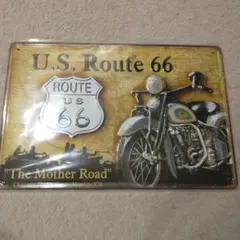 U.S. Route 66
ROUTE
US
66
"The Mother Road"